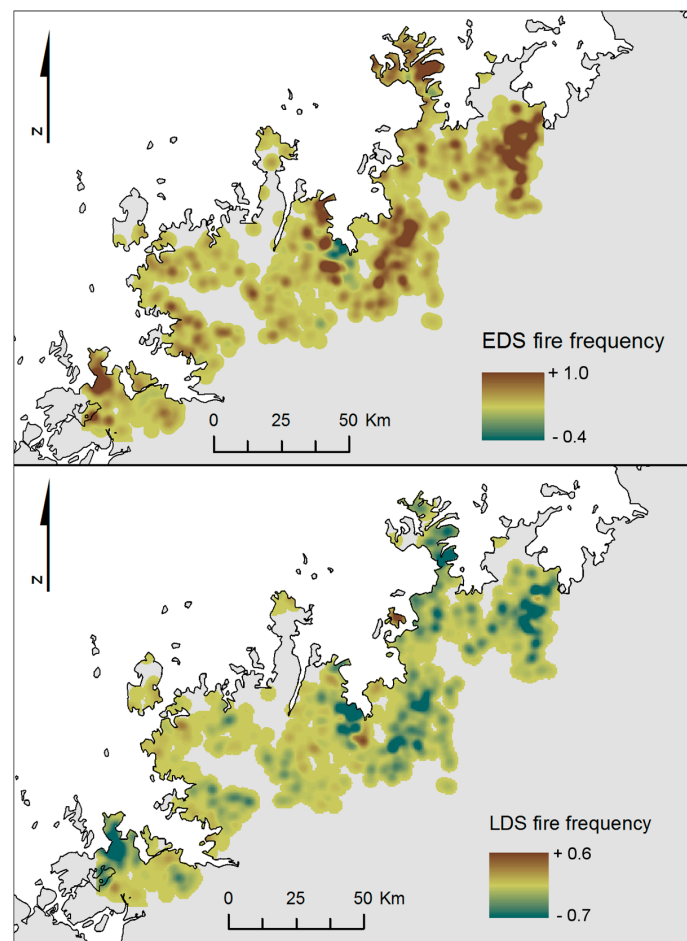 N
EDS fire frequency
+ 1.0
- 0.4
0 25 50 Km
N
LDS fire frequency
+ 0.6
- 0.7
0 25 50 Km